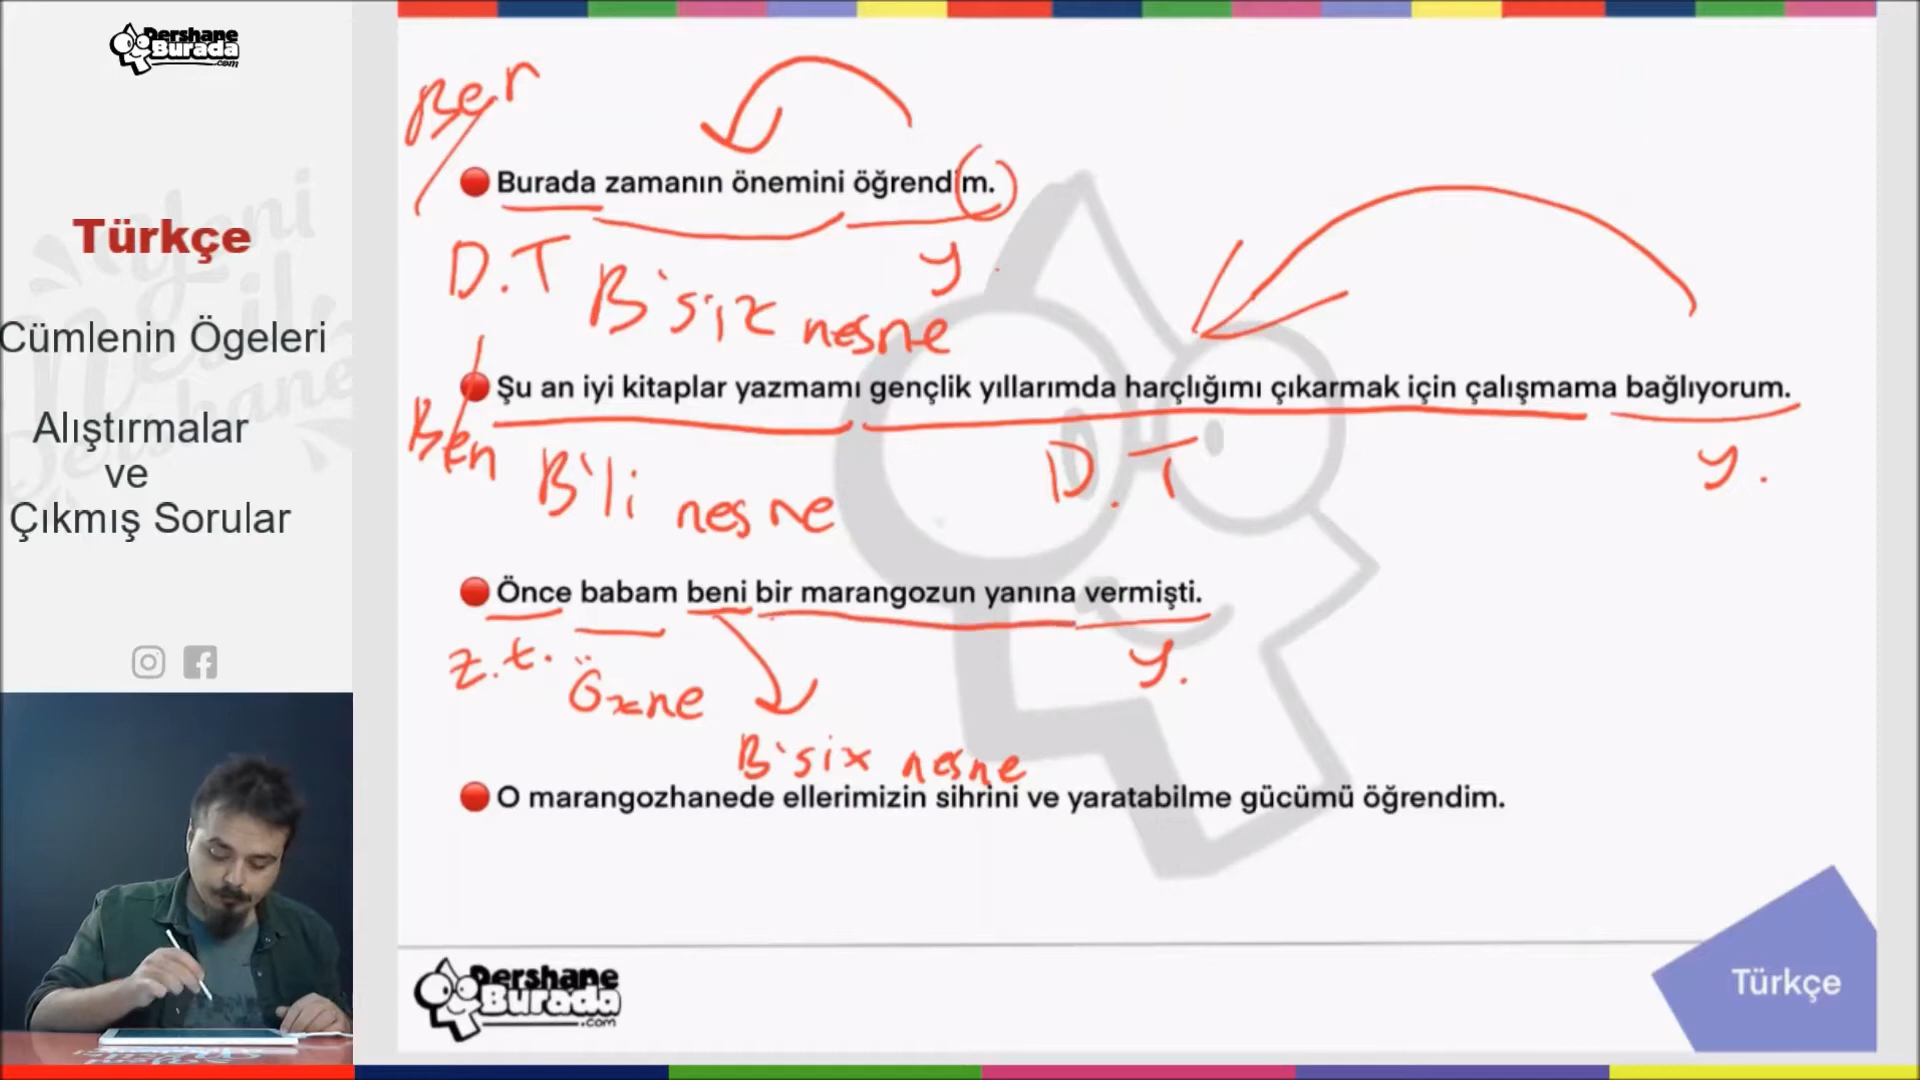 Dershane
Burada
.com
Türkçe
Cümlenin Ögeleri
Alıştırmalar
ve
Çıkmış Sorular
Ben
Burada zamanın önemini öğrendim.
D.T B'siz nesne y.
Şu an iyi kitaplar yazmamı gençlik yıllarımda harçlığımı çıkarmak için çalışmama bağlıyorum.
Ben B'li nesne D.T y.
Önce babam beni bir marangozun yanına vermişti.
z.t. Özne y.
B'siz nesne
O marangozhanede ellerimizin sihrini ve yaratabilme gücümü öğrendim.
Dershane
Burada
.com
Türkçe